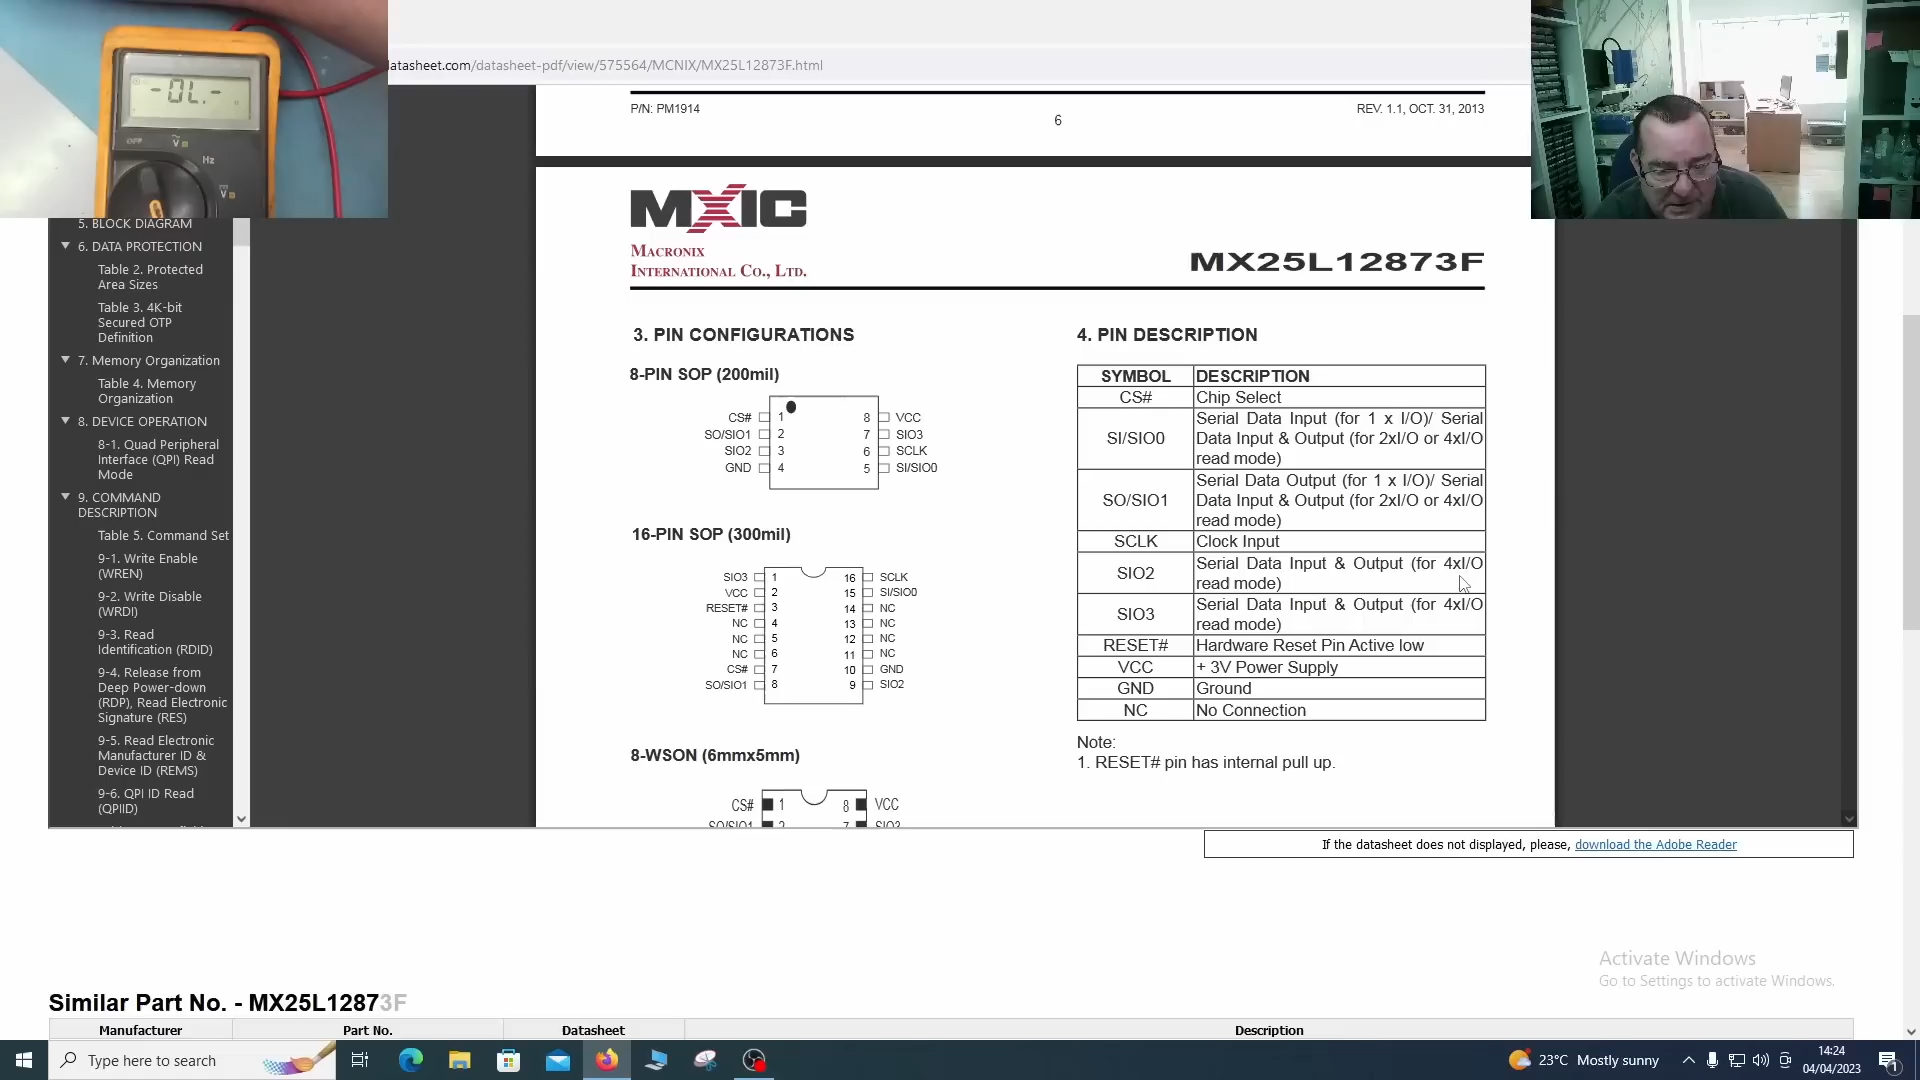 -OL.-
OFF
V
Hz
V
atasheet.com/datasheet-pdf/view/575564/MCNIX/MX25L12873F.html
P/N: PM1914
REV. 1.1, OCT. 31, 2013
6
MXIC
MACRONIX
INTERNATIONAL CO., LTD.
MX25L12873F
5. BLOCK DIAGRAM
6. DATA PROTECTION
Table 2. Protected
Area Sizes
Table 3. 4K-bit
Secured OTP
Definition
7. Memory Organization
Table 4. Memory
Organization
8. DEVICE OPERATION
8-1. Quad Peripheral
Interface (QPI) Read
Mode
9. COMMAND
DESCRIPTION
Table 5. Command Set
9-1. Write Enable
(WREN)
9-2. Write Disable
(WRDI)
9-3. Read
Identification (RDID)
9-4. Release from
Deep Power-down
(RDP), Read Electronic
Signature (RES)
9-5. Read Electronic
Manufacturer ID &
Device ID (REMS)
9-6. QPI ID Read
(QPIID)
3. PIN CONFIGURATIONS
8-PIN SOP (200mil)
CS# 1 8 VCC
SO/SIO1 2 7 SIO3
SIO2 3 6 SCLK
GND 4 5 SI/SIO0
16-PIN SOP (300mil)
SIO3 1 16 SCLK
VCC 2 15 SI/SIO0
RESET# 3 14 NC
NC 4 13 NC
NC 5 12 NC
NC 6 11 NC
CS# 7 10 GND
SO/SIO1 8 9 SIO2
8-WSON (6mmx5mm)
CS# 1 8 VCC
SO/SIO1 2 7 SIO3
4. PIN DESCRIPTION
SYMBOL DESCRIPTION
CS# Chip Select
SI/SIO0 Serial Data Input (for 1 x I/O)/ Serial
Data Input & Output (for 2xI/O or 4xI/O
read mode)
SO/SIO1 Serial Data Output (for 1 x I/O)/ Serial
Data Input & Output (for 2xI/O or 4xI/O
read mode)
SCLK Clock Input
SIO2 Serial Data Input & Output (for 4xI/O
read mode)
SIO3 Serial Data Input & Output (for 4xI/O
read mode)
RESET# Hardware Reset Pin Active low
VCC + 3V Power Supply
GND Ground
NC No Connection
Note:
1. RESET# pin has internal pull up.
If the datasheet does not displayed, please, download the Adobe Reader
Activate Windows
Go to Settings to activate Windows.
Similar Part No. - MX25L12873F
Manufacturer Part No. Datasheet Description
Type here to search
23°C Mostly sunny
14:24
04/04/2023
1